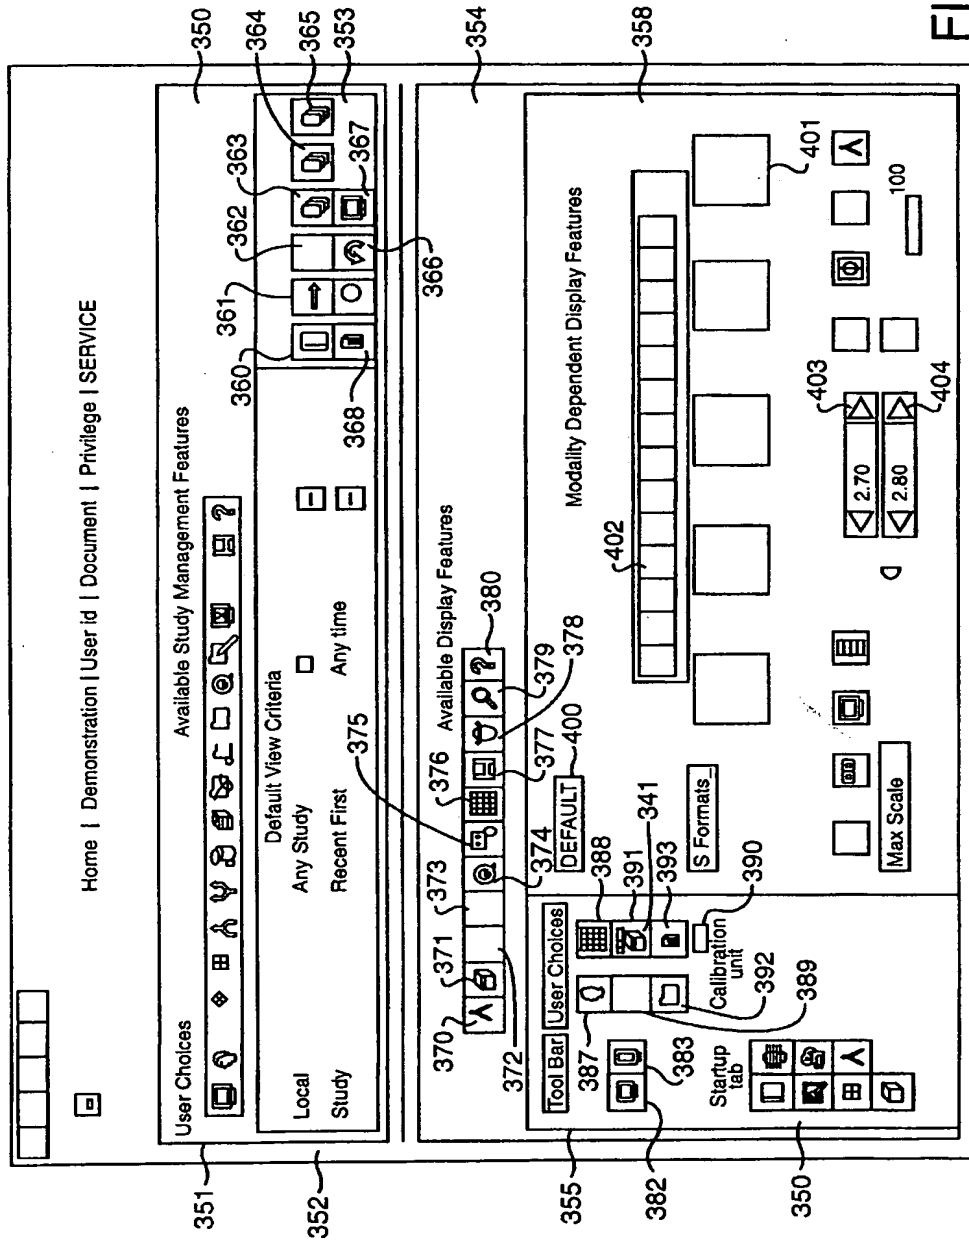 Home | Demonstration | User id | Document | Privilege | SERVICE
User Choices
Available Study Management Features
350
351
Default View Criteria
Local
Any Study
Study
Recent First
Any time
352
360
361
362
363
364
365
353
368
366
367
Available Display Features
354
370
371
372
373
374
375
376
377
378
379
380
355
Tool Bar
User Choices
DEFAULT
400
Modality Dependent Display Features
358
382
383
387
388
391
341
393
390
Calibration
unit
392
389
Startup
tab
350
S Formats_
402
401
Max Scale
D
2.70
2.80
403
404
100
FI